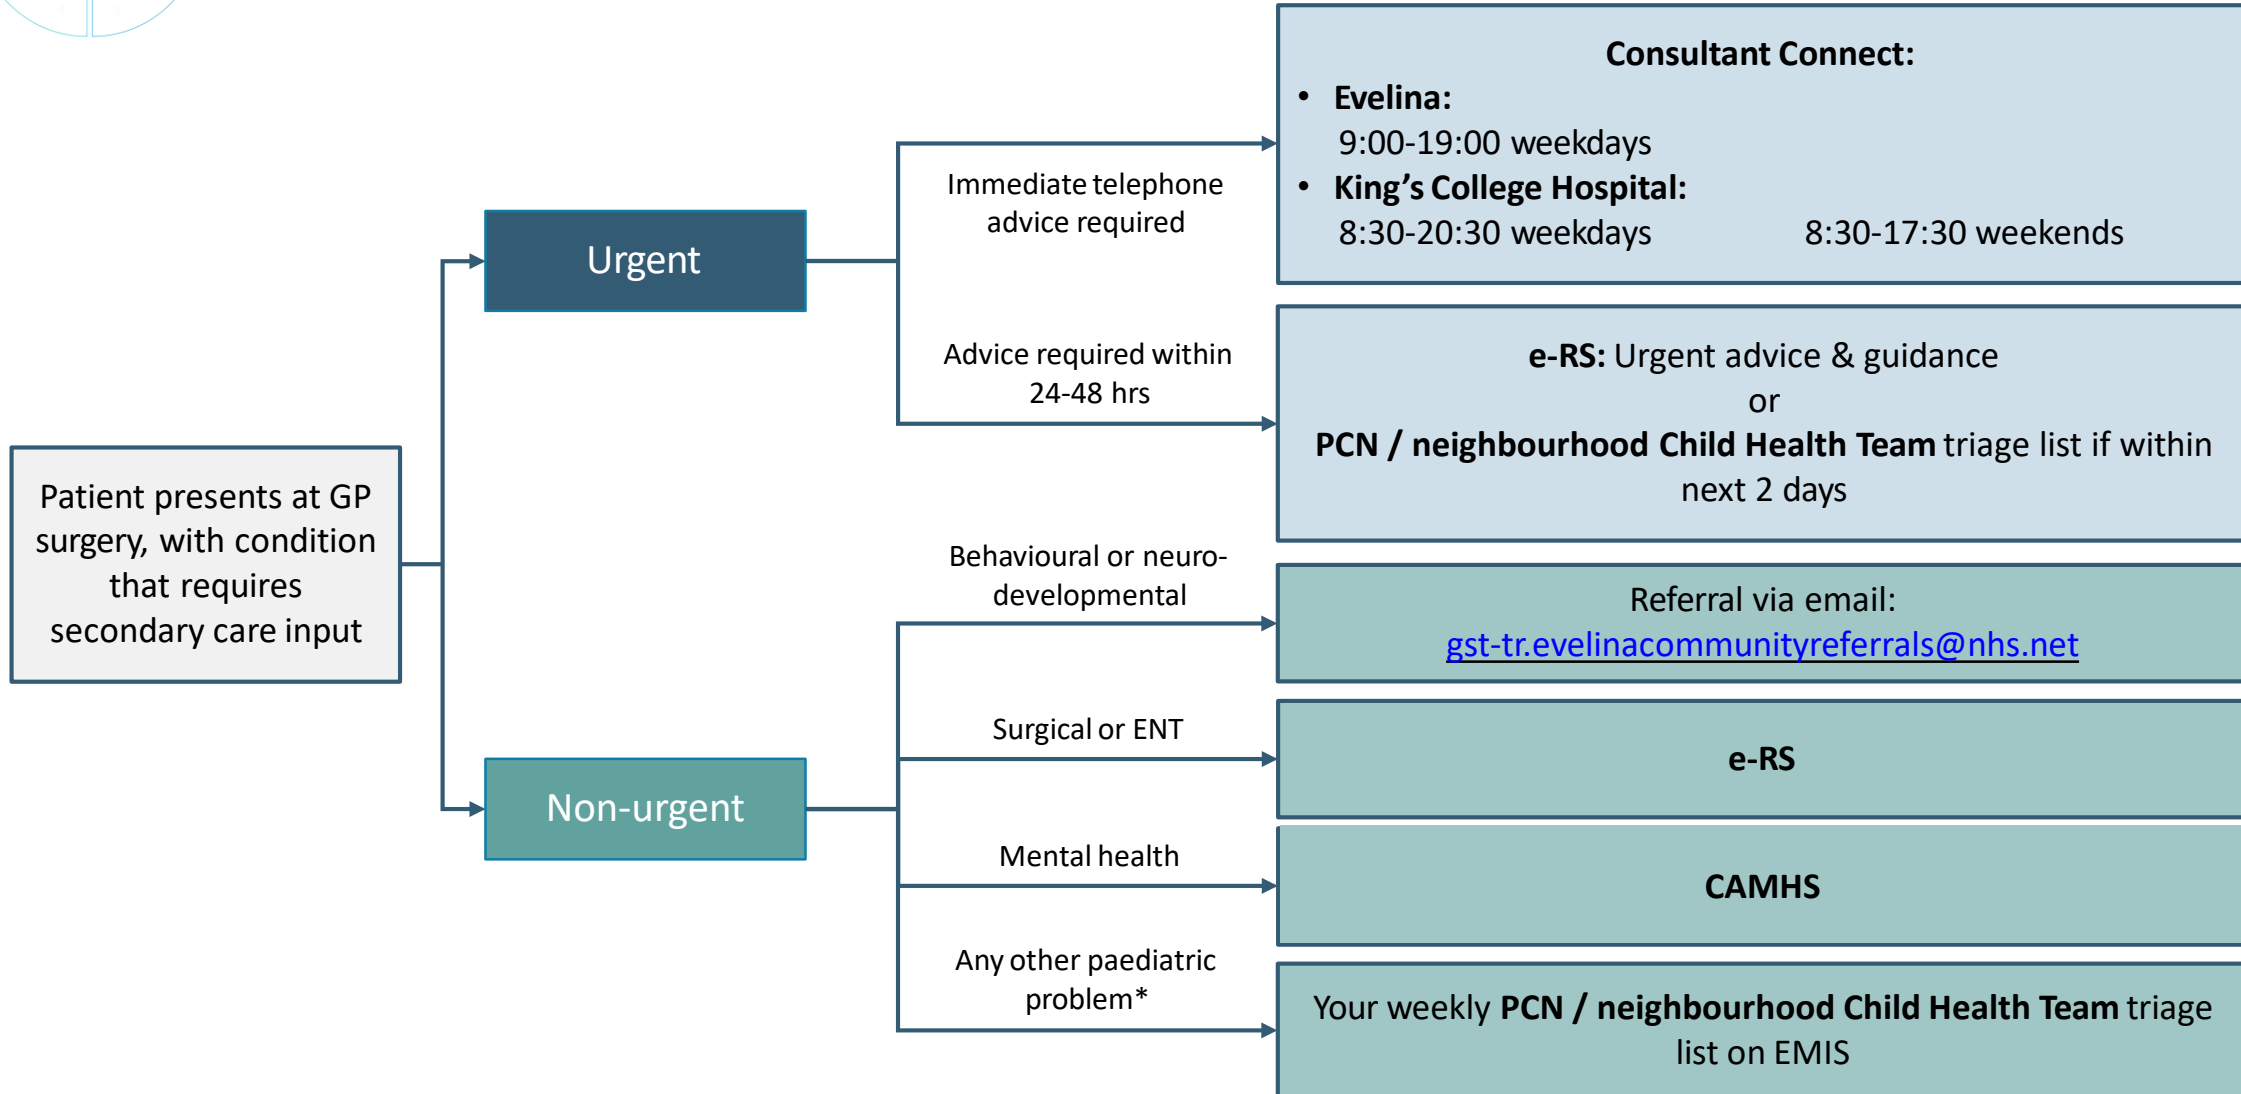 Patient presents at GP
surgery, with condition
that requires
secondary care input
Urgent
Immediate telephone
advice required
Consultant Connect:
• Evelina:
9:00-19:00 weekdays
• King's College Hospital:
8:30-20:30 weekdays 8:30-17:30 weekends
Advice required within
24-48 hrs
e-RS: Urgent advice & guidance
or
PCN / neighbourhood Child Health Team triage list if within
next 2 days
Non-urgent
Behavioural or neuro-
developmental
Referral via email:
gst-tr.evelinacommunityreferrals@nhs.net
Surgical or ENT
e-RS
Mental health
CAMHS
Any other paediatric
problem*
Your weekly PCN / neighbourhood Child Health Team triage
list on EMIS